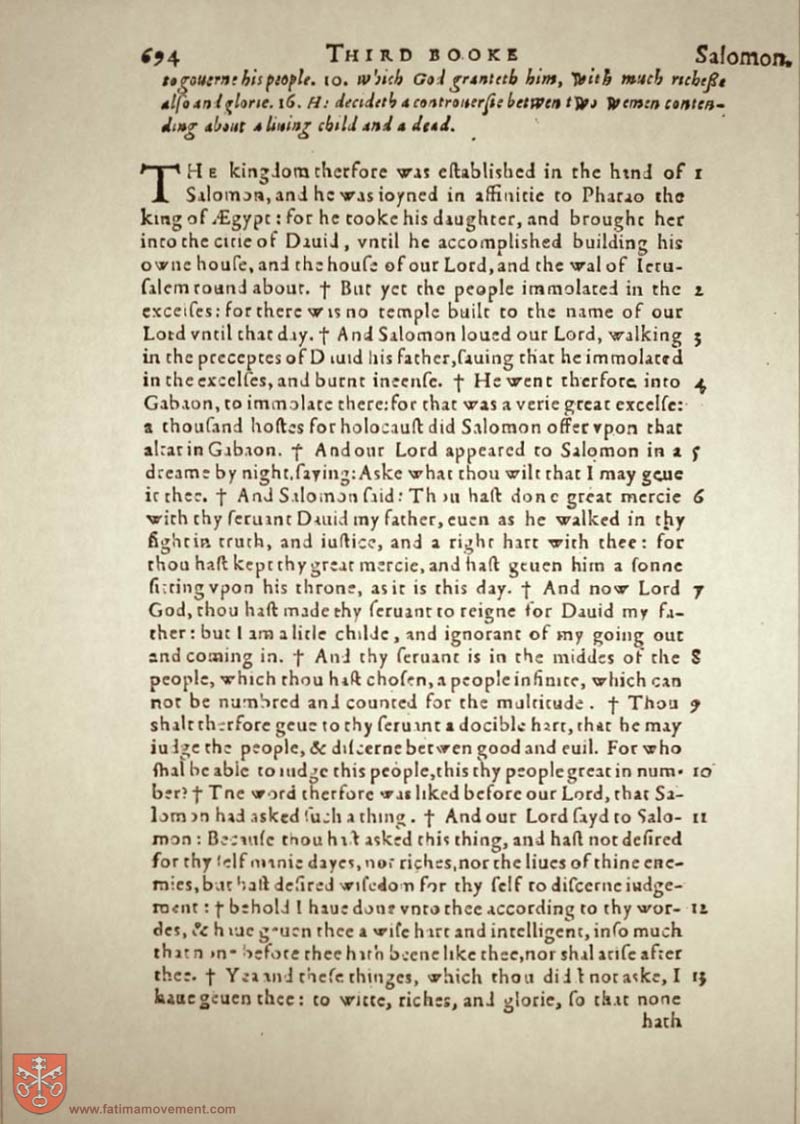 694 THIRD BOOKE Salomon.
to gouerne his people. 10. which God granteth him, with much richesse
also and glorie. 16. He decideth a controuersie betwen two wemen conten-
ding about a liuing child and a dead.
THE kingdom therfore was established in the hand of 1
Salomon, and he was ioyned in affinitie to Pharao the
king of Ægypt: for he tooke his daughter, and brought her
into the citie of Dauid, vntil he accomplished building his
owne house, and the house of our Lord, and the wal of Ieru-
salem round about. † But yet the people immolated in the 2
excelses: for there was no temple built to the name of our
Lord vntil that day. † And Salomon loued our Lord, walking 3
in the preceptes of Dauid his father, sauing that he immolated
in the excelses, and burnt incense. † He went therfore into 4
Gabaon, to immolate there: for that was a verie great excelse:
a thousand hostes for holocaust did Salomon offer vpon that
altar in Gabaon. † And our Lord appeared to Salomon in a 5
dreame by night, saying: Aske what thou wilt that I may geue
it thee. † And Salomon said: Thou hast done great mercie 6
with thy seruant Dauid my father, euen as he walked in thy
sight in truth, and iustice, and a right hart with thee: for
thou hast kept thy great mercie, and hast geuen him a sonne
sitting vpon his throne, as it is this day. † And now Lord 7
God, thou hast made thy seruant to reigne for Dauid my fa-
ther: but I am a litle childe, and ignorant of my going out
and coming in. † And thy seruant is in the middes of the 8
people, which thou hast chosen, a people infinite, which can
not be numbred and counted for the multitude. † Thou 9
shalt therfore geue to thy seruant a docible hart, that he may
iudge the people, & discerne betwen good and euil. For who
shal be able to iudge this people, this thy people great in num- 10
ber? † The word therfore was liked before our Lord, that Sa-
lomon had asked such a thing. † And our Lord sayd to Salo- 11
mon: Because thou hast asked this thing, and hast not desired
for thy self manie dayes, nor riches, nor the liues of thine ene-
mies, but hast desired wisedom for thy self to discerne iudge-
ment: † behold I haue done vnto thee according to thy wor- 12
des, & haue geuen thee a wise hart and intelligent, in so much
that none before thee hath beene like thee, nor shal arise after
thee. † Yea and these thinges, which thou didst not aske, I 13
haue geuen thee: to witte, riches, and glorie, so that none
hath
www.fatimamovement.com